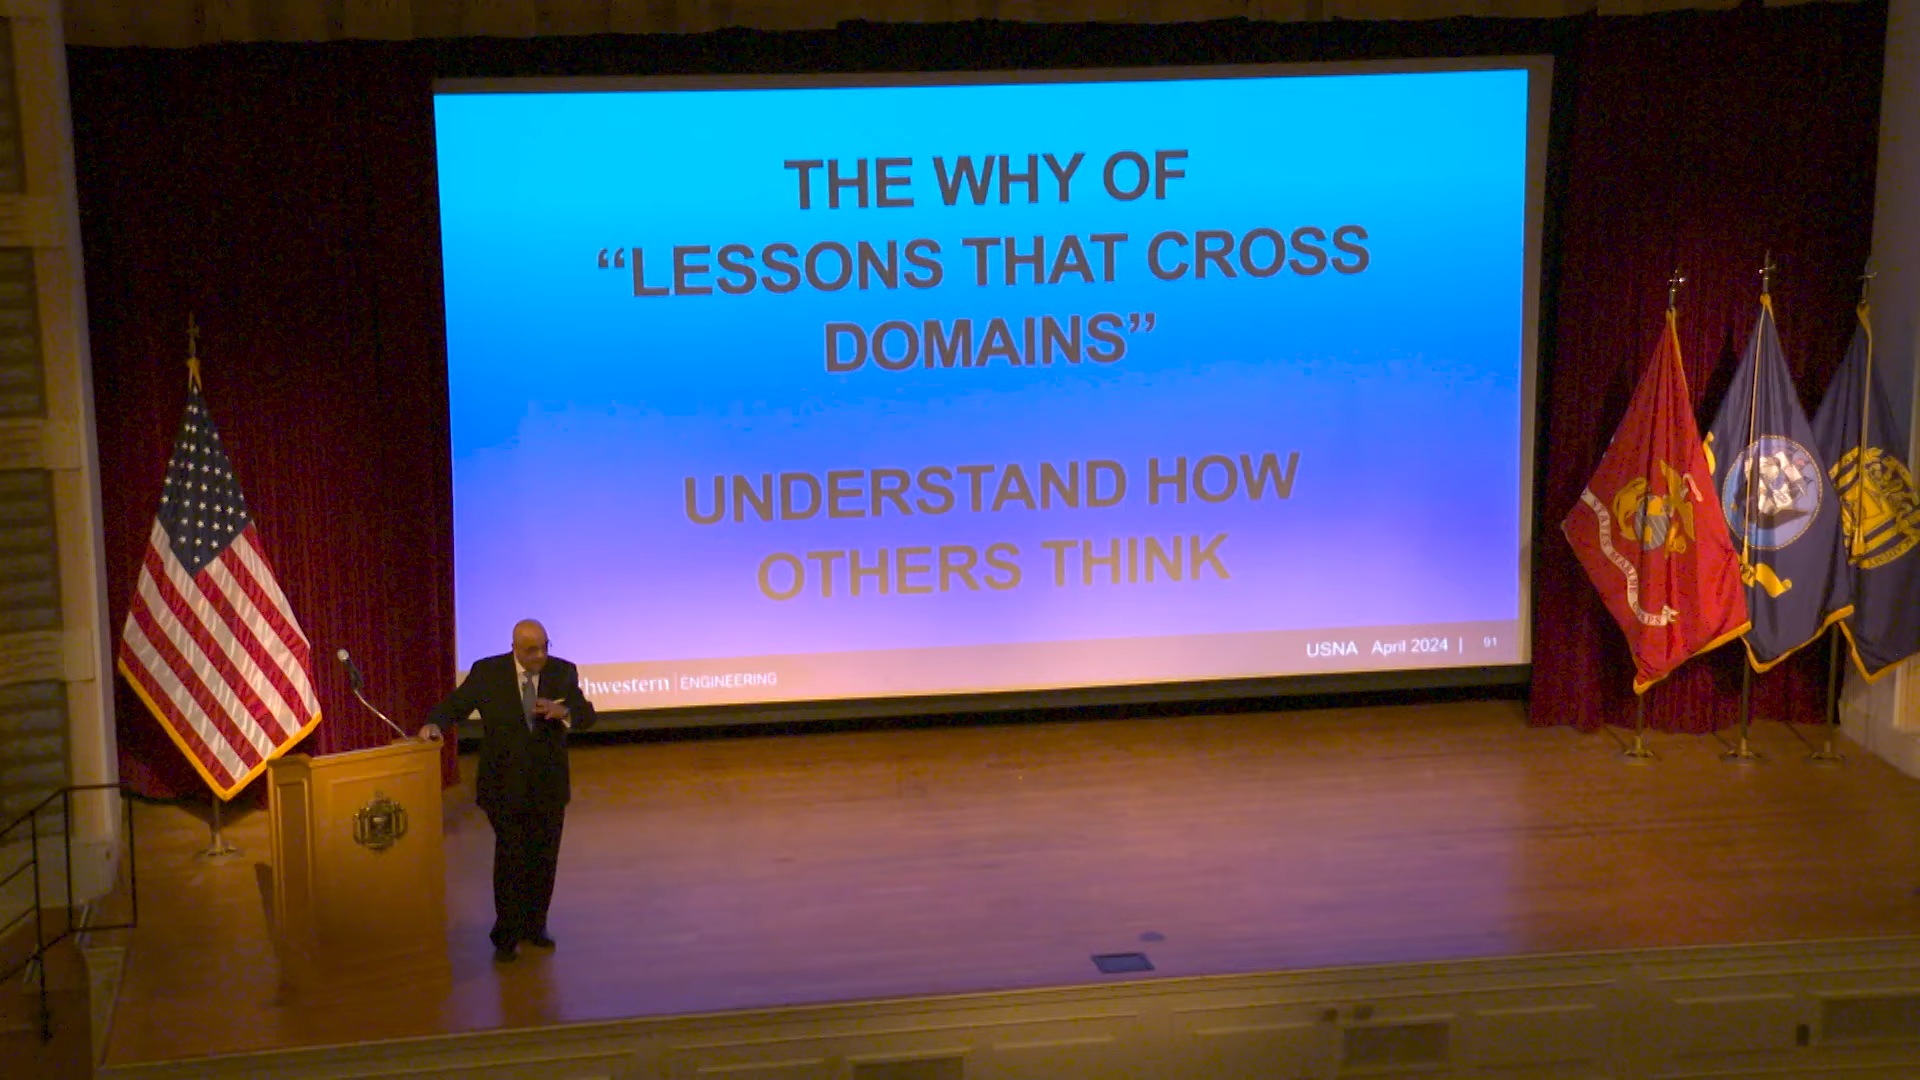 THE WHY OF
“LESSONS THAT CROSS
DOMAINS”
UNDERSTAND HOW
OTHERS THINK
USNA April 2024 | 91
hwestern | ENGINEERING